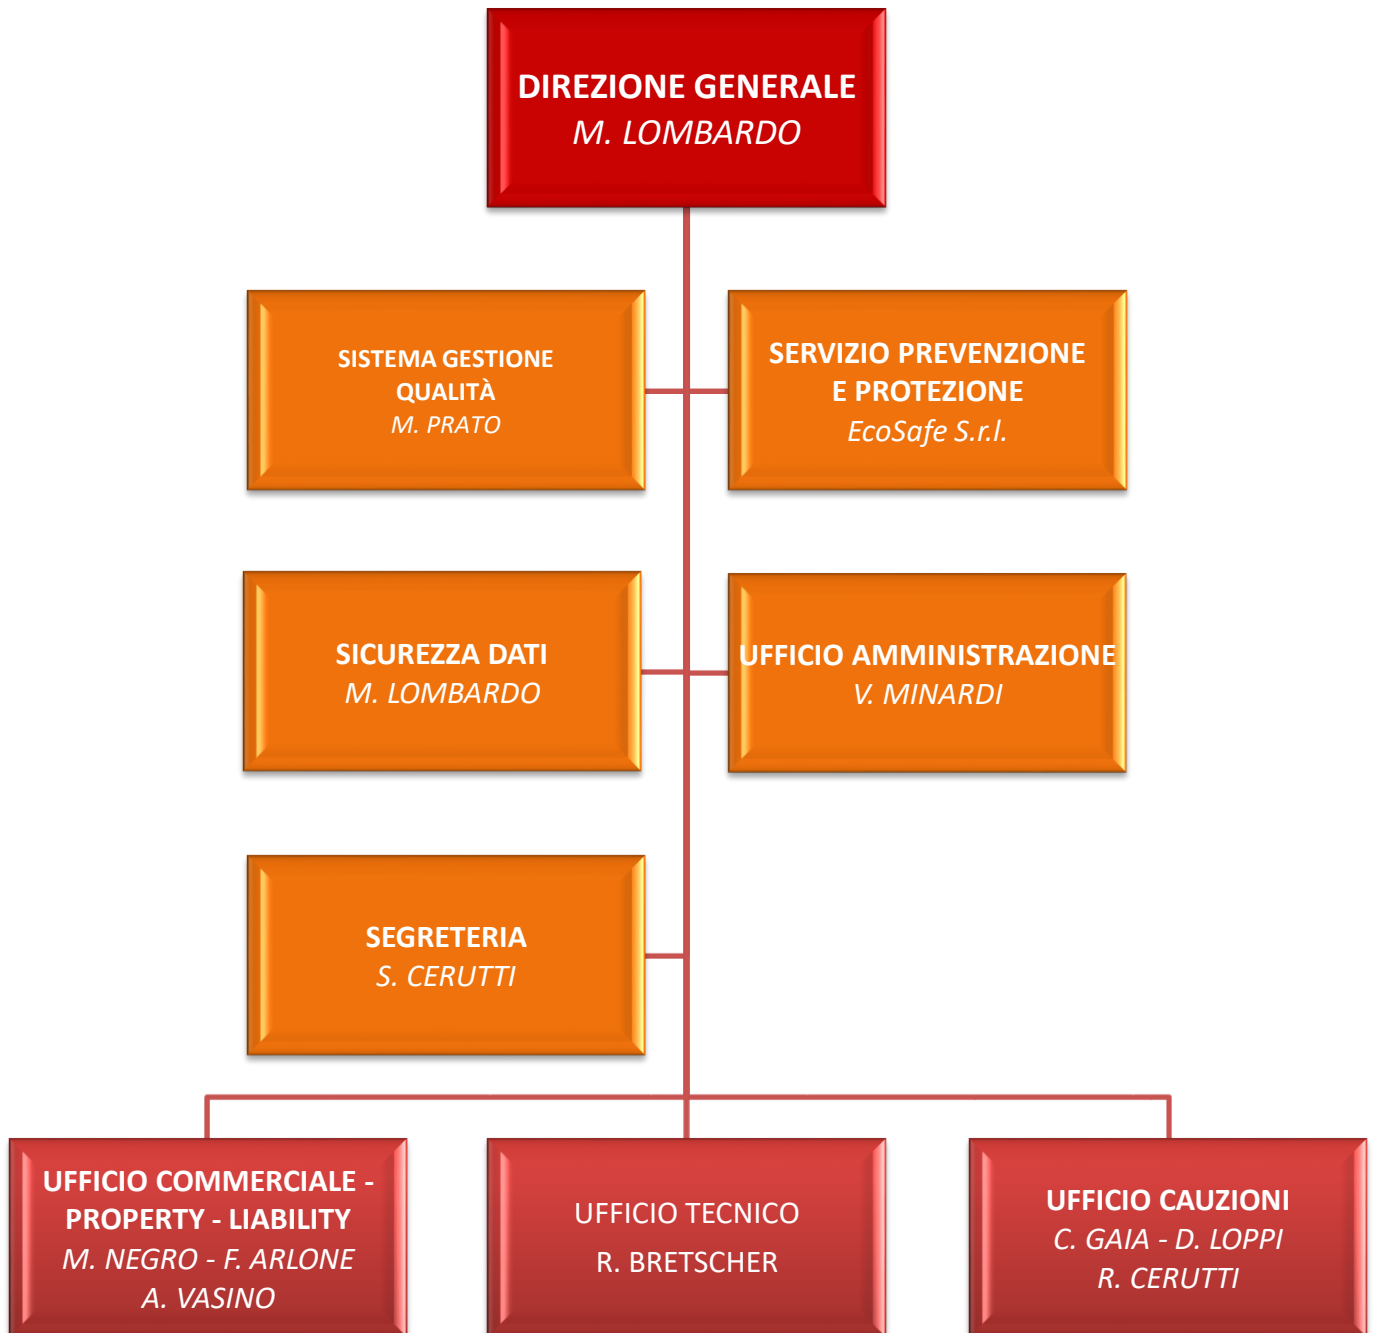 DIREZIONE GENERALE
M. LOMBARDO
SISTEMA GESTIONE
QUALITÀ
M. PRATO
SERVIZIO PREVENZIONE
E PROTEZIONE
EcoSafe S.r.l.
SICUREZZA DATI
M. LOMBARDO
UFFICIO AMMINISTRAZIONE
V. MINARDI
SEGRETERIA
S. CERUTTI
UFFICIO COMMERCIALE -
PROPERTY - LIABILITY
M. NEGRO - F. ARLONE
A. VASINO
UFFICIO TECNICO
R. BRETSCHER
UFFICIO CAUZIONI
C. GAIA - D. LOPPI
R. CERUTTI